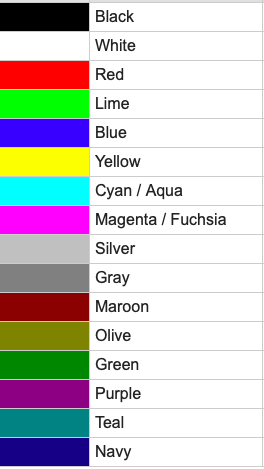 Black
White
Red
Lime
Blue
Yellow
Cyan / Aqua
Magenta / Fuchsia
Silver
Gray
Maroon
Olive
Green
Purple
Teal
Navy